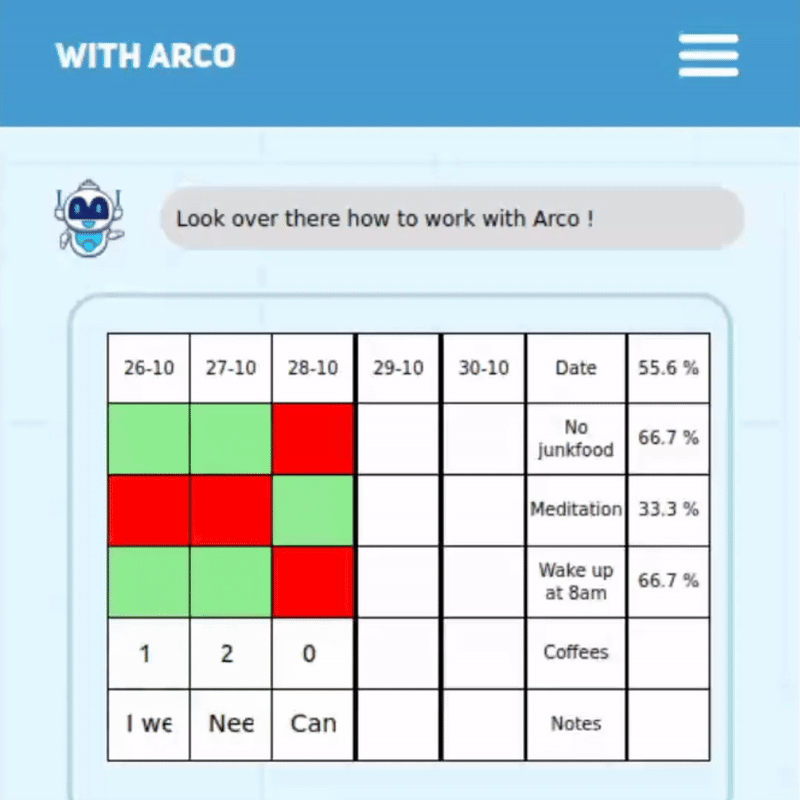 WITH ARCO
Look over there how to work with Arco !
26-10 27-10 28-10 29-10 30-10 Date 55.6 %
No
junkfood 66.7 %
Meditation 33.3 %
Wake up
at 8am 66.7 %
1 2 0 Coffees
I we Nee Can Notes